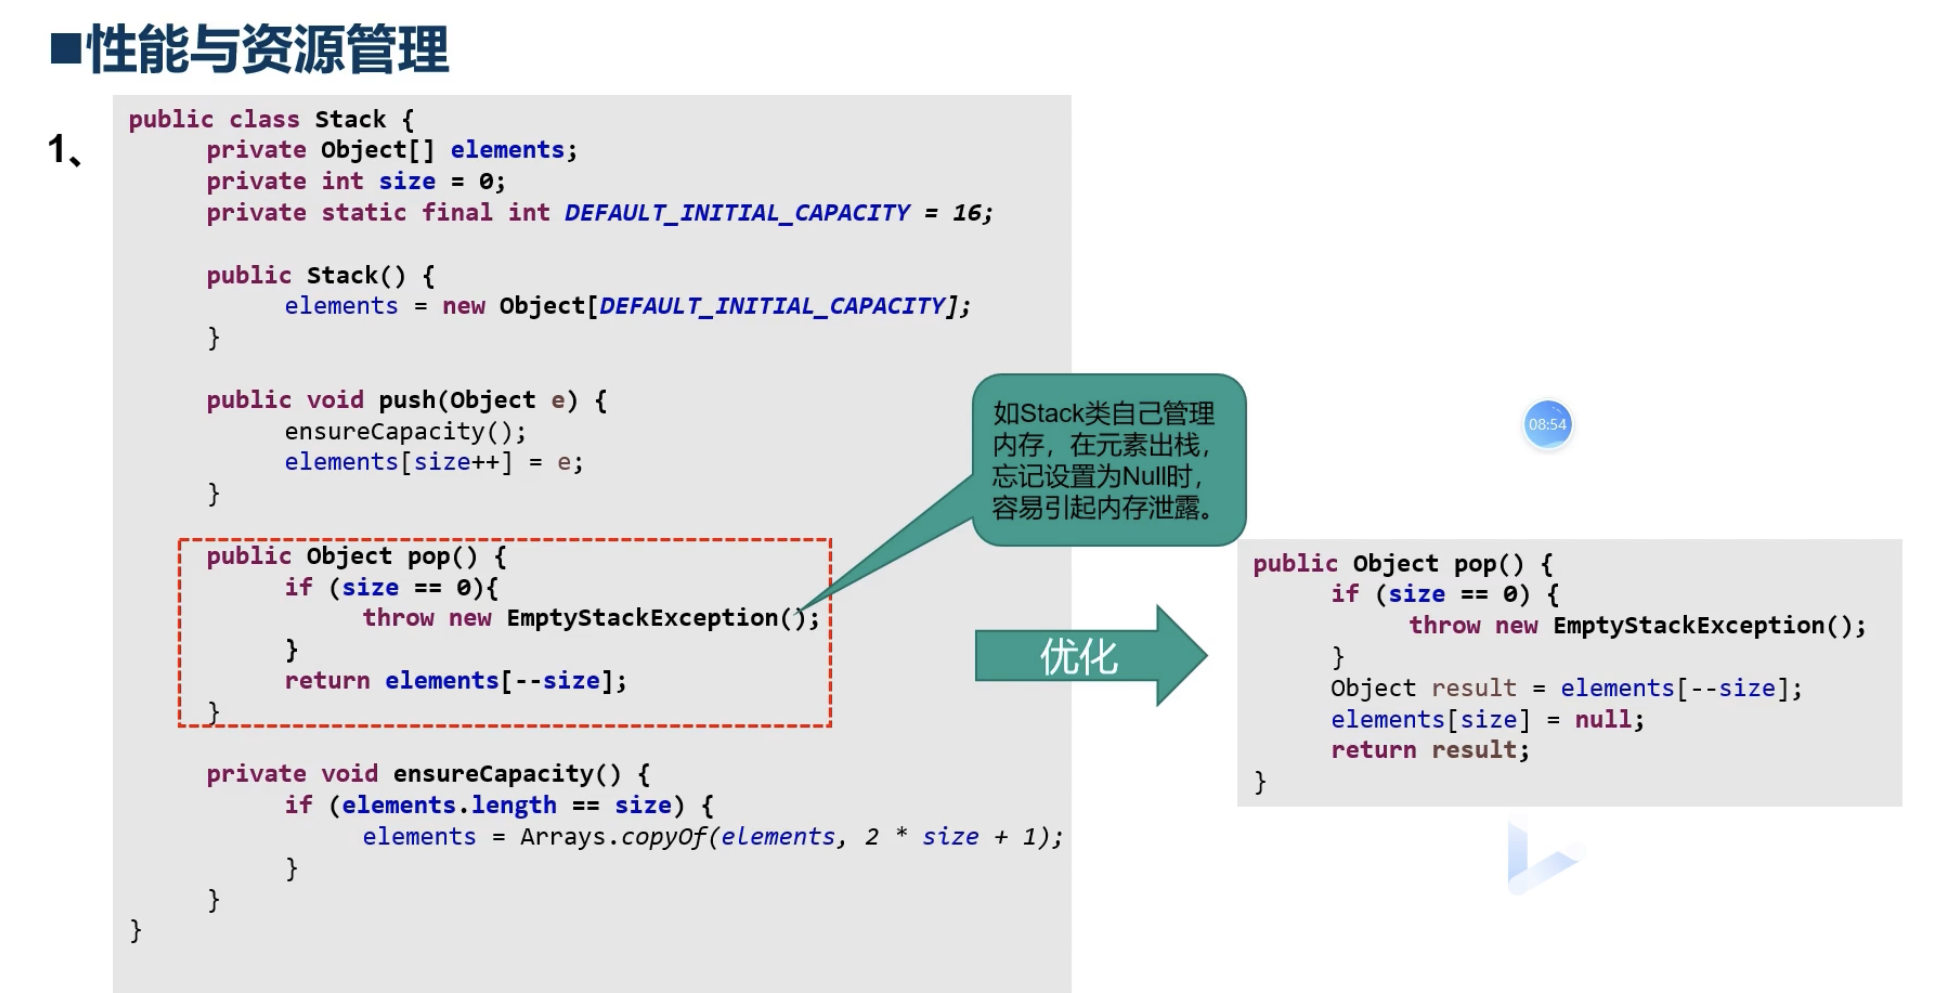 ■性能与资源管理
1、
public class Stack {
private Object[] elements;
private int size = 0;
private static final int DEFAULT_INITIAL_CAPACITY = 16;
public Stack() {
elements = new Object[DEFAULT_INITIAL_CAPACITY];
}
public void push(Object e) {
ensureCapacity();
elements[size++] = e;
}
public Object pop() {
if (size == 0){
throw new EmptyStackException();
}
return elements[--size];
}
private void ensureCapacity() {
if (elements.length == size) {
elements = Arrays.copyOf(elements, 2 * size + 1);
}
}
}
如Stack类自己管理
内存，在元素出栈，
忘记设置为Null时，
容易引起内存泄露。
08:54
优化
public Object pop() {
if (size == 0) {
throw new EmptyStackException();
}
Object result = elements[--size];
elements[size] = null;
return result;
}